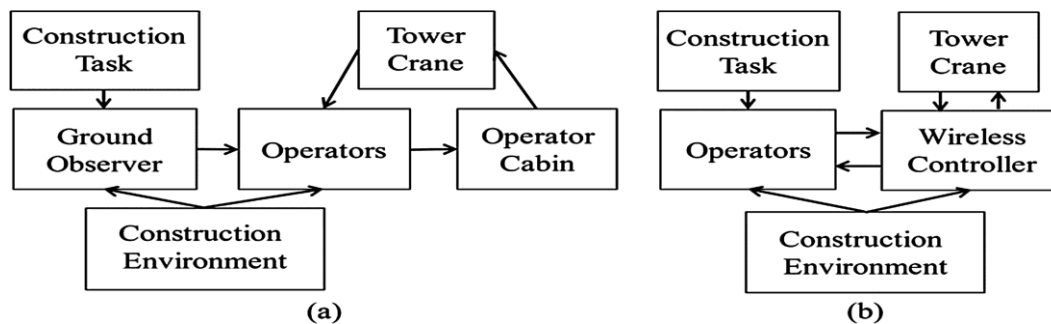 Construction
Task
Tower
Crane
Ground
Observer
Operators
Operator
Cabin
Construction
Environment
(a)
Construction
Task
Tower
Crane
Operators
Wireless
Controller
Construction
Environment
(b)